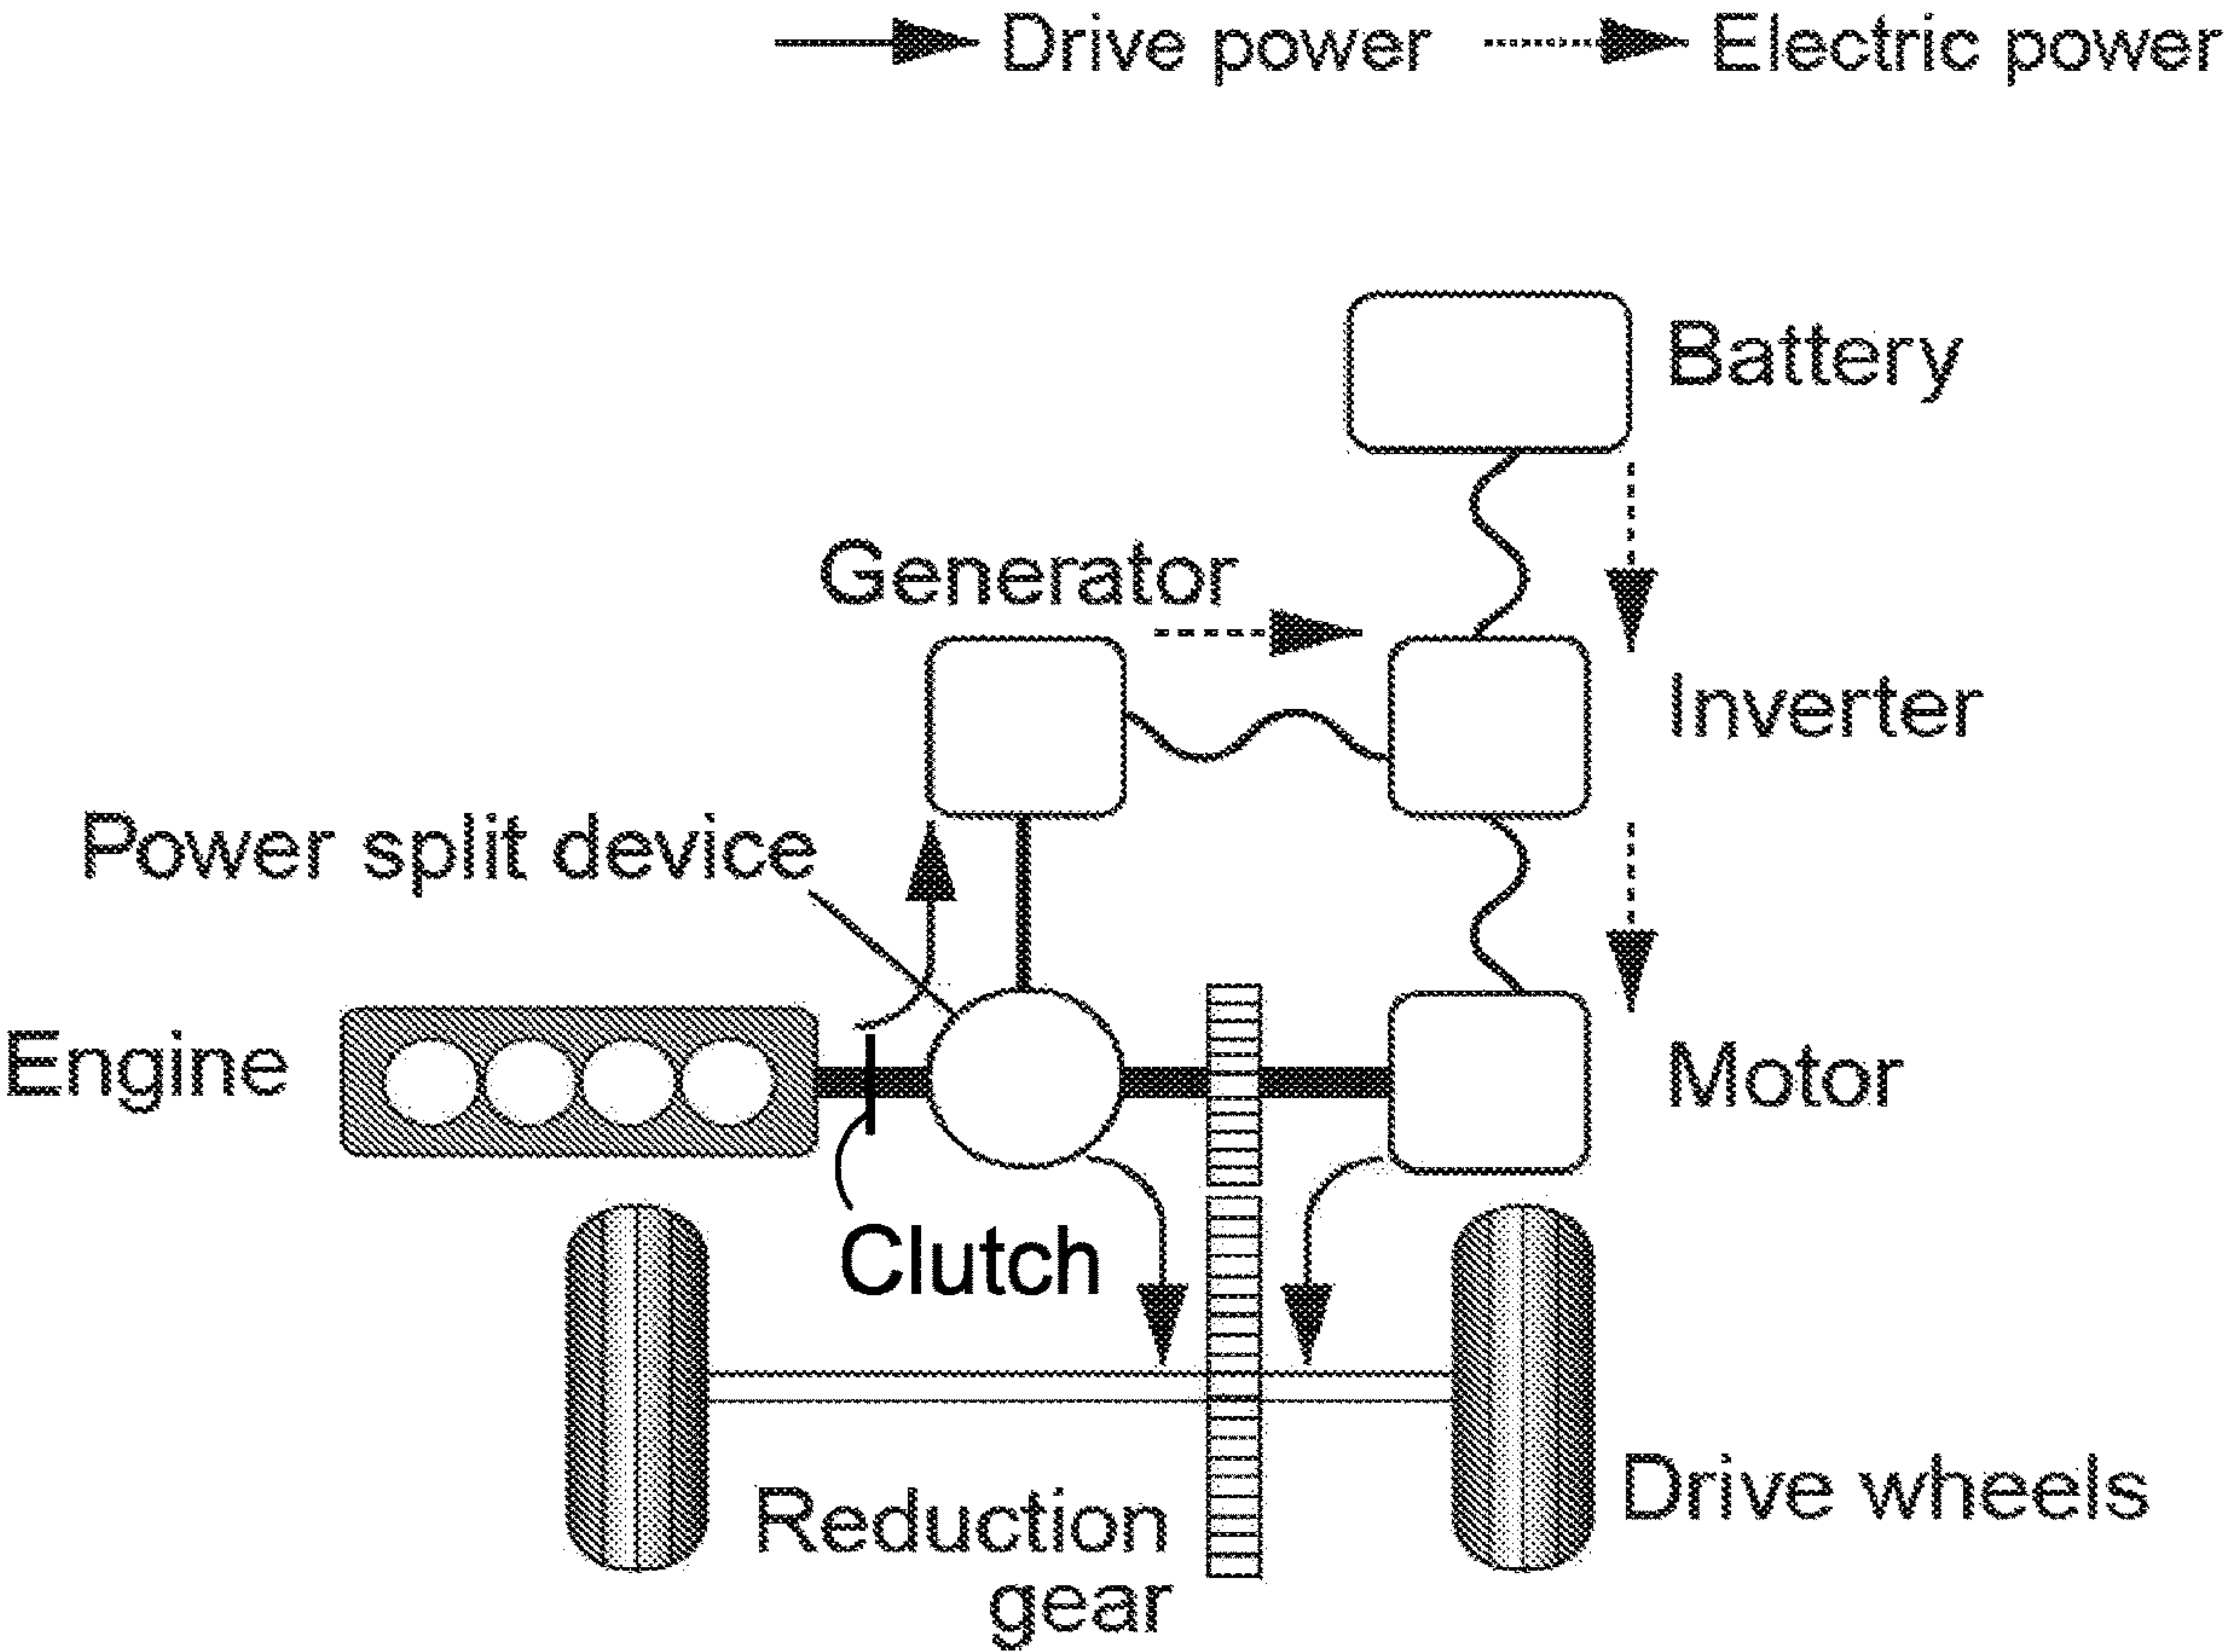 Drive power
Electric power
Battery
Generator
Inverter
Power split device
Engine
Motor
Clutch
Drive wheels
Reduction
gear